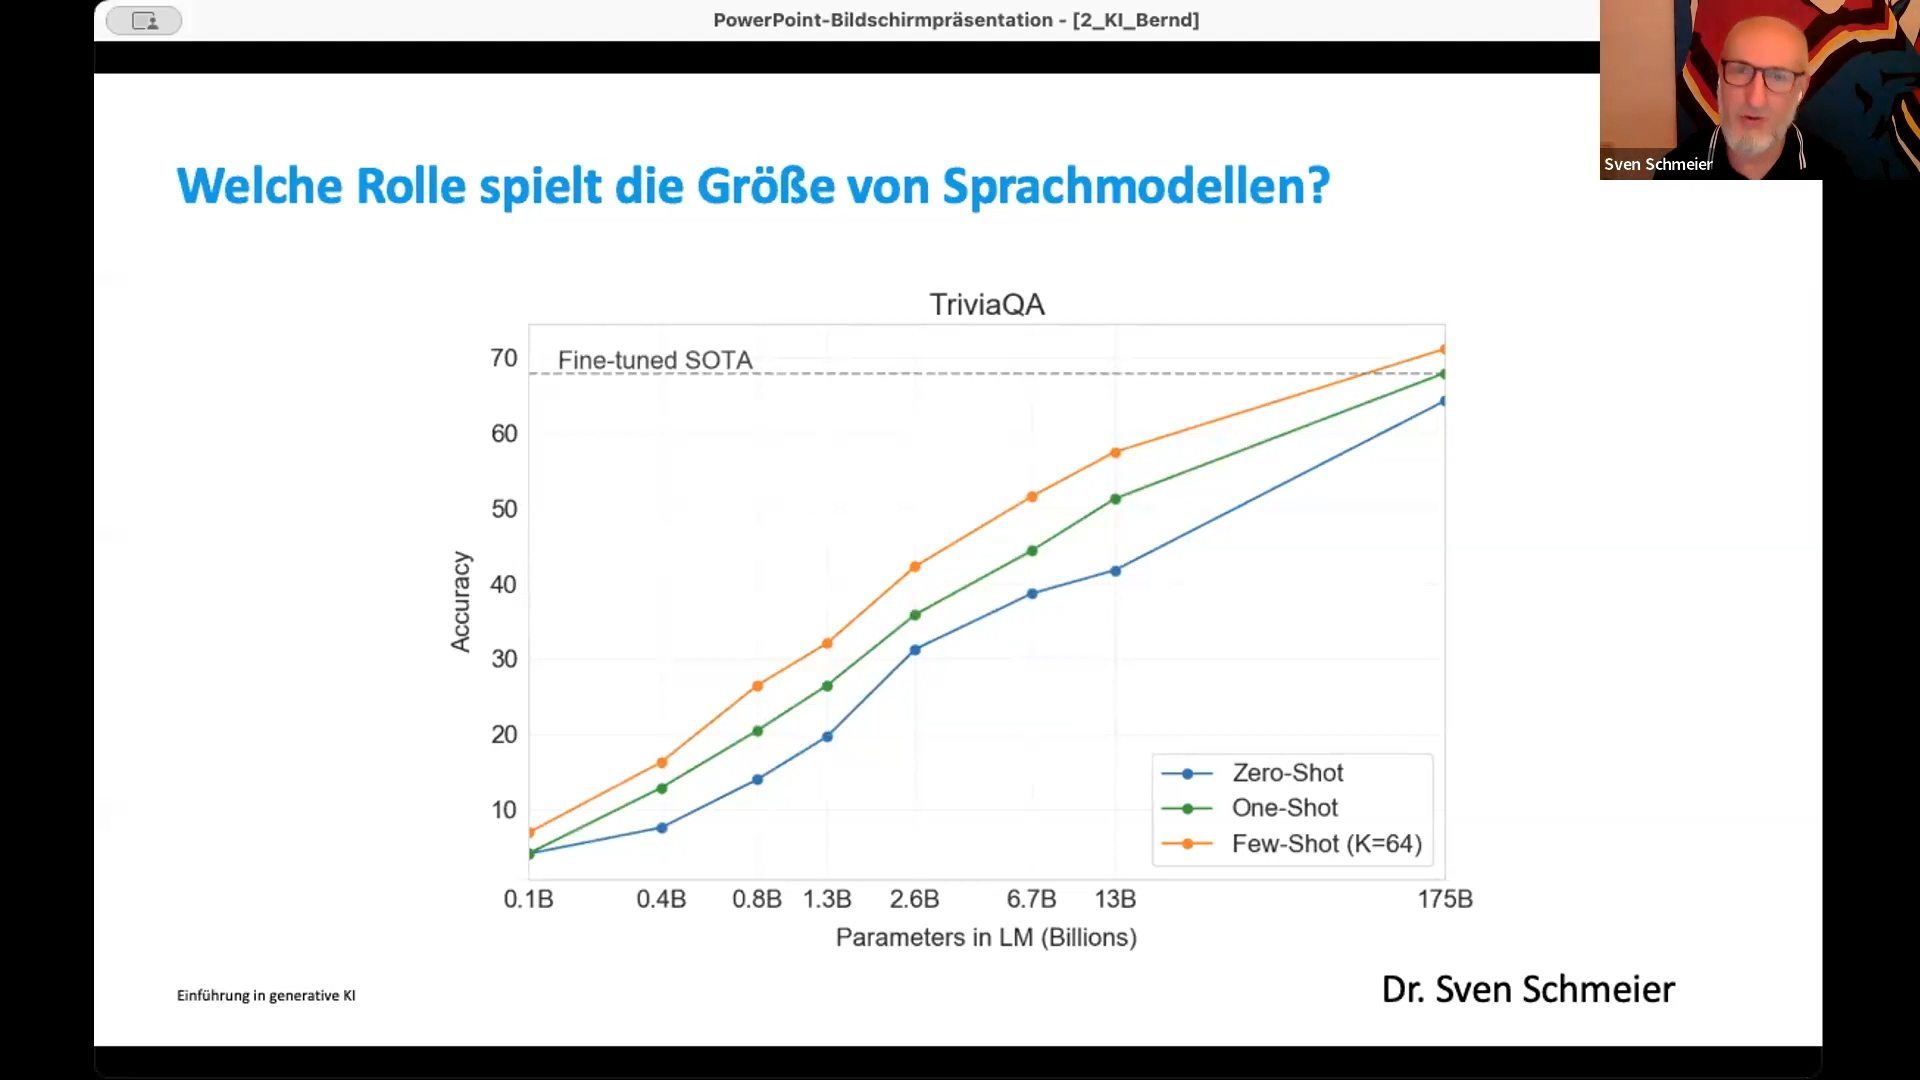 PowerPoint-Bildschirmpräsentation - [2_KI_Bernd]
Sven Schmeier
Welche Rolle spielt die Größe von Sprachmodellen?
TriviaQA
Fine-tuned SOTA
70
60
50
40
30
20
10
Accuracy
Zero-Shot
One-Shot
Few-Shot (K=64)
0.1B 0.4B 0.8B 1.3B 2.6B 6.7B 13B 175B
Parameters in LM (Billions)
Einführung in generative KI
Dr. Sven Schmeier